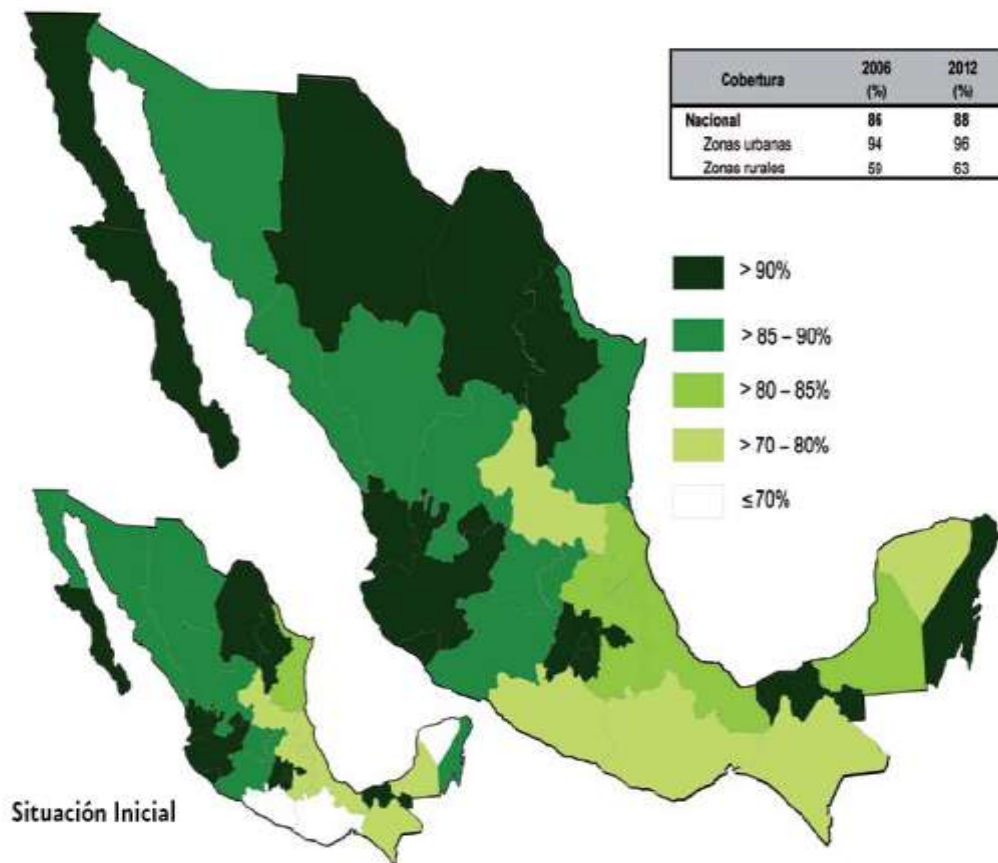 Cobertura 2006 2012
(%) (%)
Nacional 86 88
Zonas urbanas 94 96
Zonas rurales 59 63
> 90%
> 85 – 90%
> 80 – 85%
> 70 – 80%
≤70%
Situación Inicial